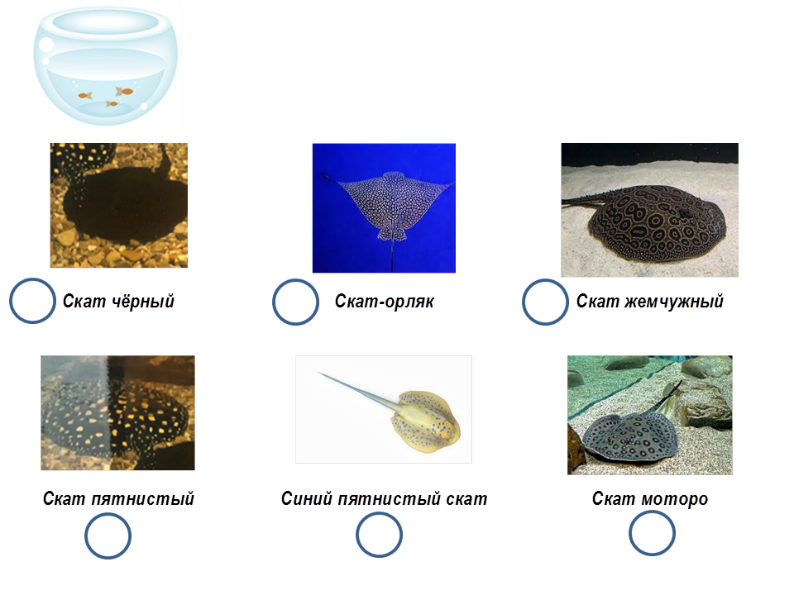 Скат чёрный
Скат-орляк
Скат жемчужный
Скат пятнистый
Синий пятнистый скат
Скат моторо